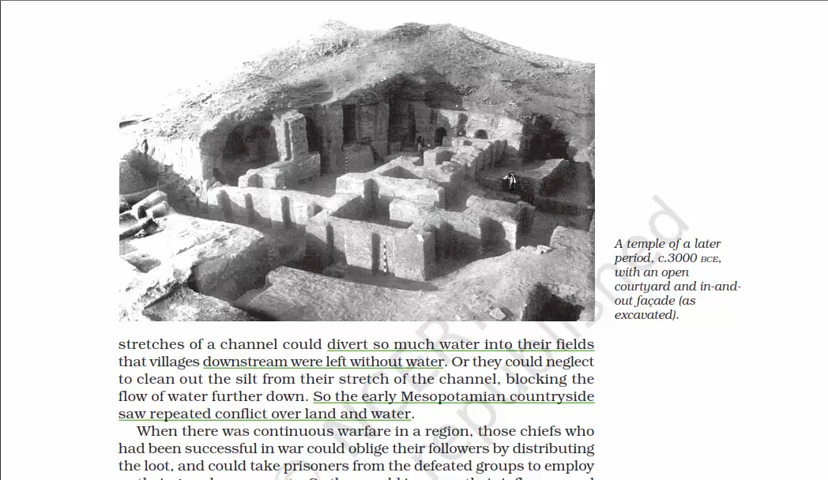 A temple of a later
period, c.3000 BCE,
with an open
courtyard and in-and-
out façade (as
excavated).
stretches of a channel could divert so much water into their fields
that villages downstream were left without water. Or they could neglect
to clean out the silt from their stretch of the channel, blocking the
flow of water further down. So the early Mesopotamian countryside
saw repeated conflict over land and water.
When there was continuous warfare in a region, those chiefs who
had been successful in war could oblige their followers by distributing
the loot, and could take prisoners from the defeated groups to employ
© NCERT
republished